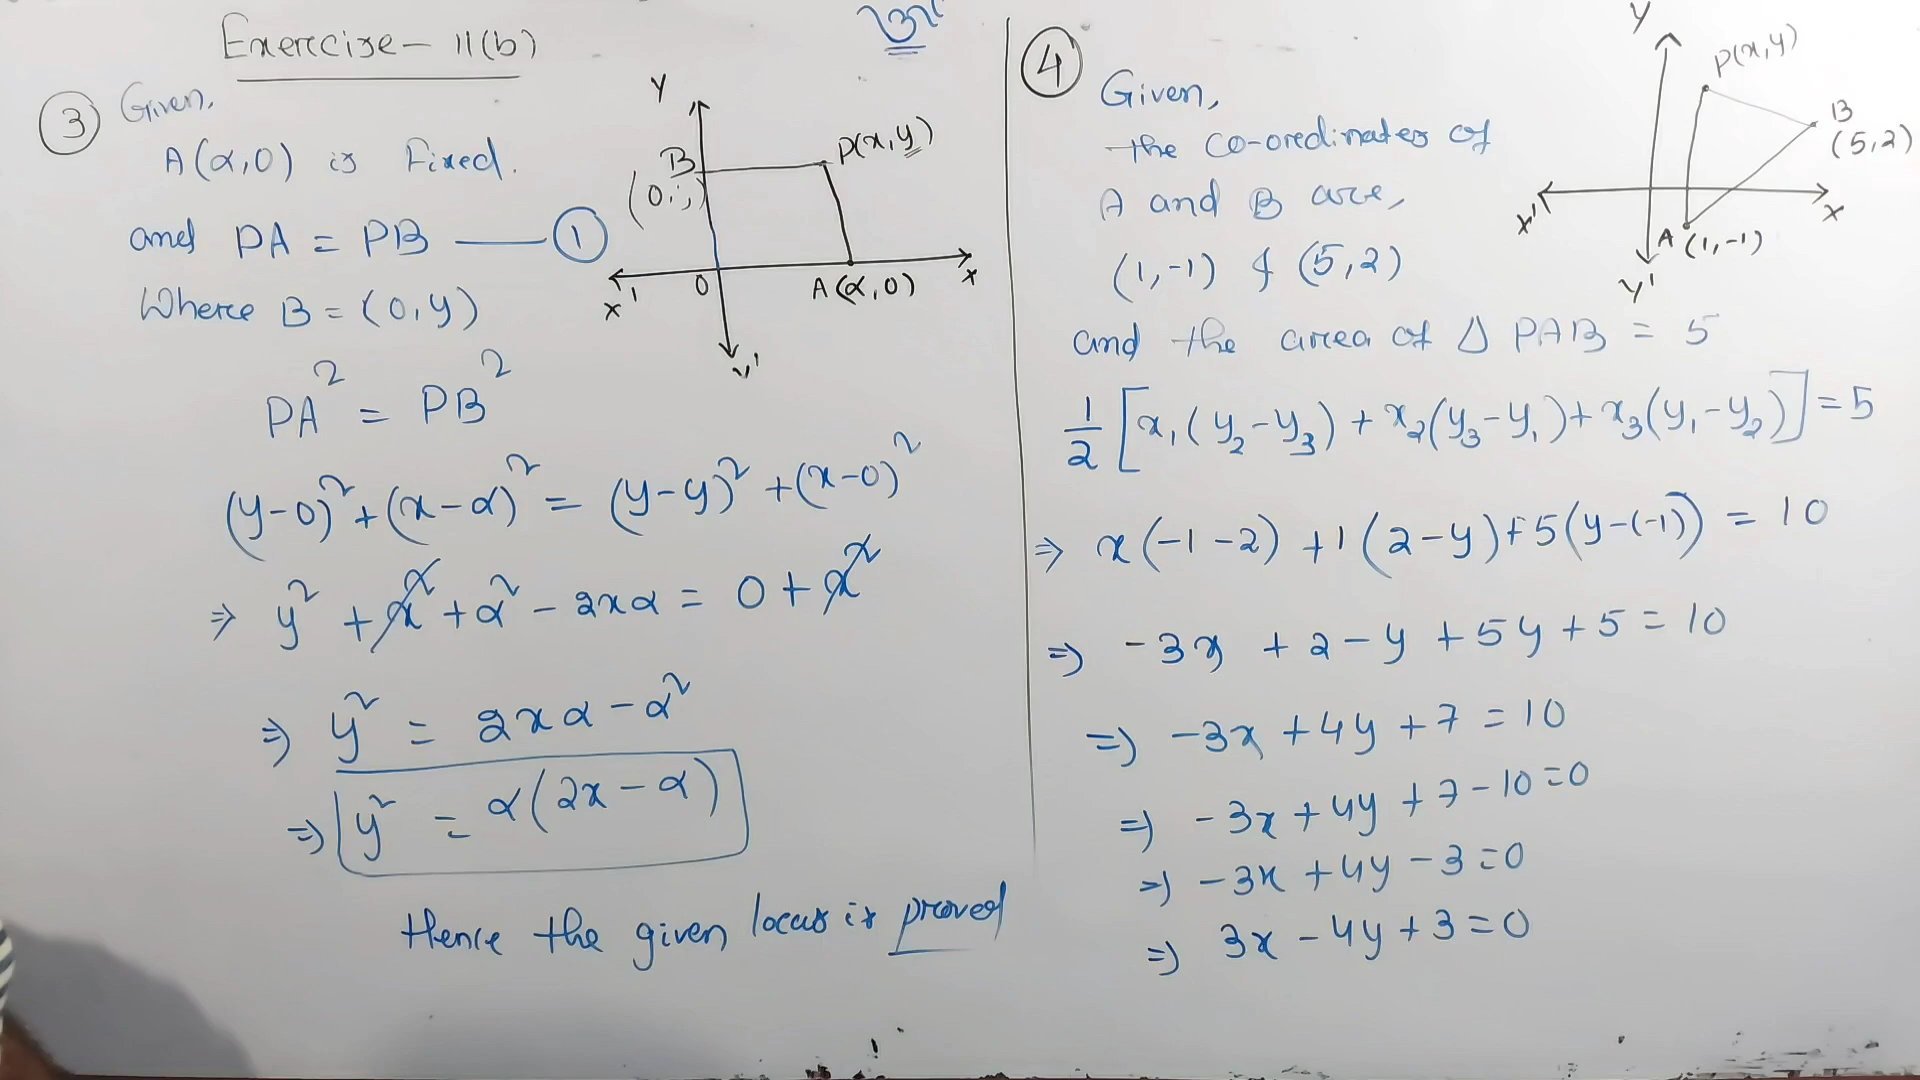 Exercise - 11(b)
③ Given,
A(α,0) is Fixed.
and PA = PB —— ①
Where B = (0,y)
PA² = PB²
(y-0)² + (x-α)² = (y-y)² + (x-0)²
⇒ y² + x² + α² - 2xα = 0 + x²
⇒ y² = 2xα - α²
⇒ y² = α(2x - α)
Hence the given locus is proved
Y
B
P(x,y)
X'
O
A(α,0)
X
Y'
④ Given,
the co-ordinates of
A and B are,
(1,-1) & (5,2)
and the area of Δ PAB = 5
1/2 [x₁(y₂-y₃) + x₂(y₃-y₁) + x₃(y₁-y₂)] = 5
⇒ x(-1-2) + 1(2-y) + 5(y-(-1)) = 10
⇒ -3x + 2 - y + 5y + 5 = 10
⇒ -3x + 4y + 7 = 10
⇒ -3x + 4y + 7 - 10 = 0
⇒ -3x + 4y - 3 = 0
⇒ 3x - 4y + 3 = 0
Y
P(x,y)
B
(5,2)
X'
X
A (1,-1)
Y'